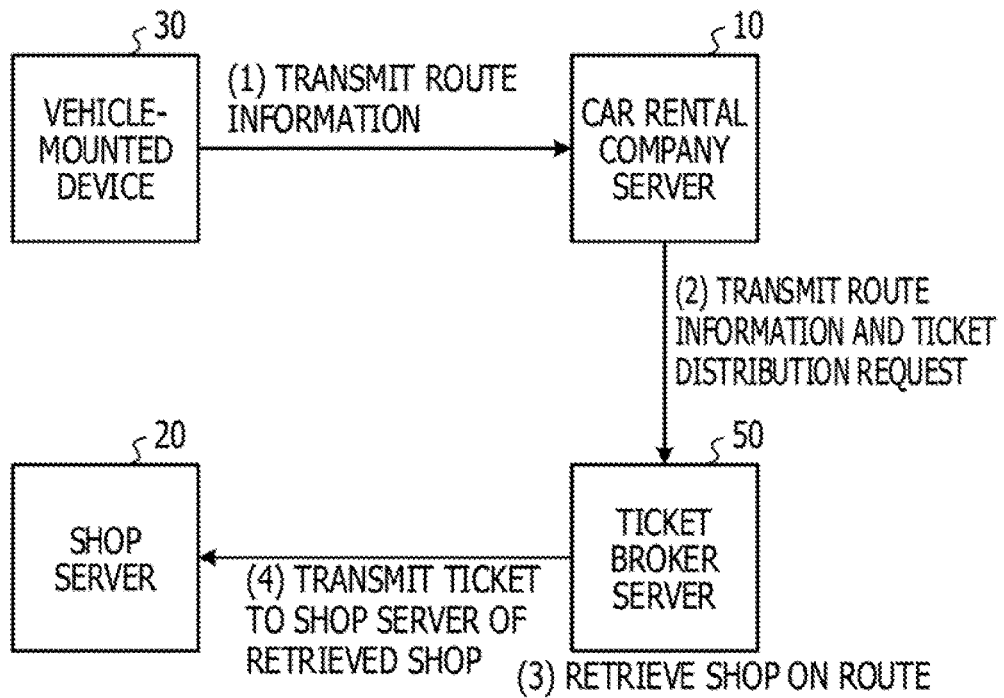 30
VEHICLE-
MOUNTED
DEVICE
(1) TRANSMIT ROUTE
INFORMATION
10
CAR RENTAL
COMPANY
SERVER
(2) TRANSMIT ROUTE
INFORMATION AND TICKET
DISTRIBUTION REQUEST
20
SHOP
SERVER
50
TICKET
BROKER
SERVER
(4) TRANSMIT TICKET
TO SHOP SERVER OF
RETRIEVED SHOP
(3) RETRIEVE SHOP ON ROUTE